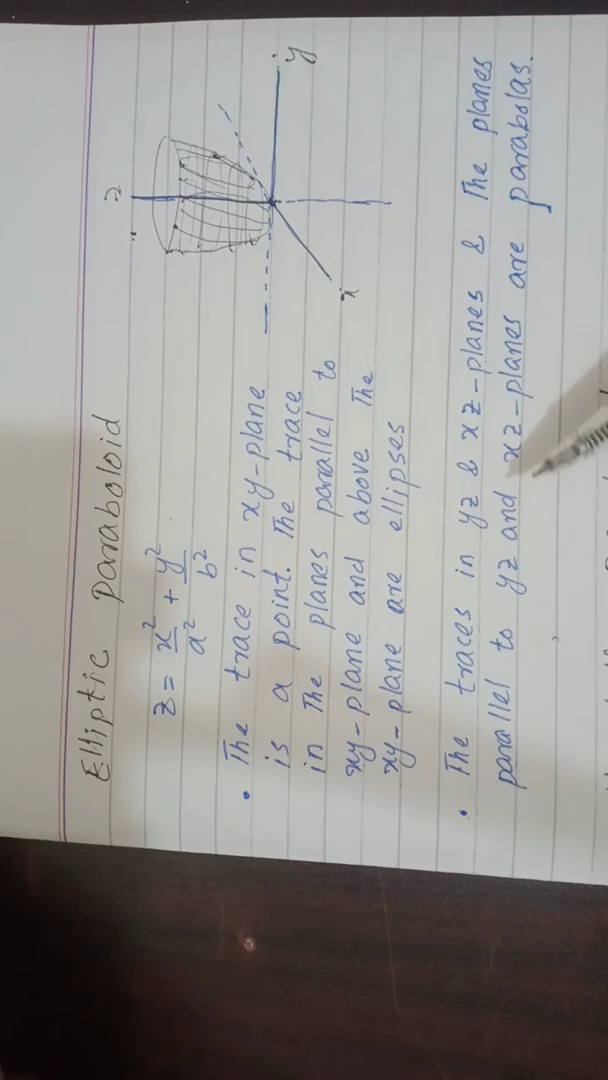 Elliptic paraboloid
z = x²/a² + y²/b²
• The trace in xy-plane
is a point. The trace
in the planes parallel to
xy-plane and above the
xy-plane are ellipses
• The traces in yz & xz-planes & the planes
parallel to yz and xz-planes are parabolas.
z
y
x